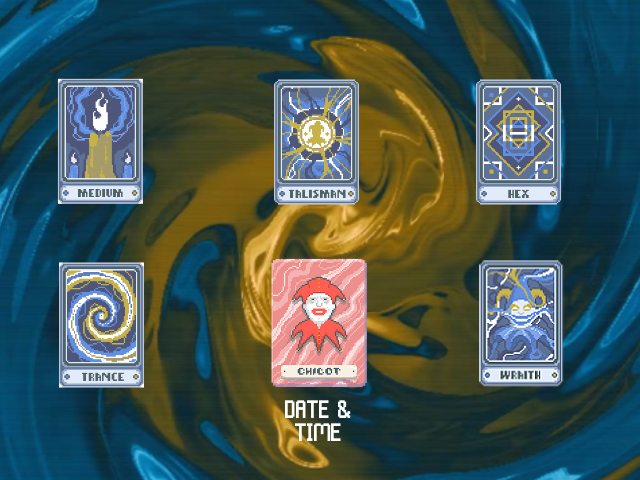 MEDIUM
TALISMAN
HEX
TRANCE
CHICOT
WRAITH
DATE &
TIME